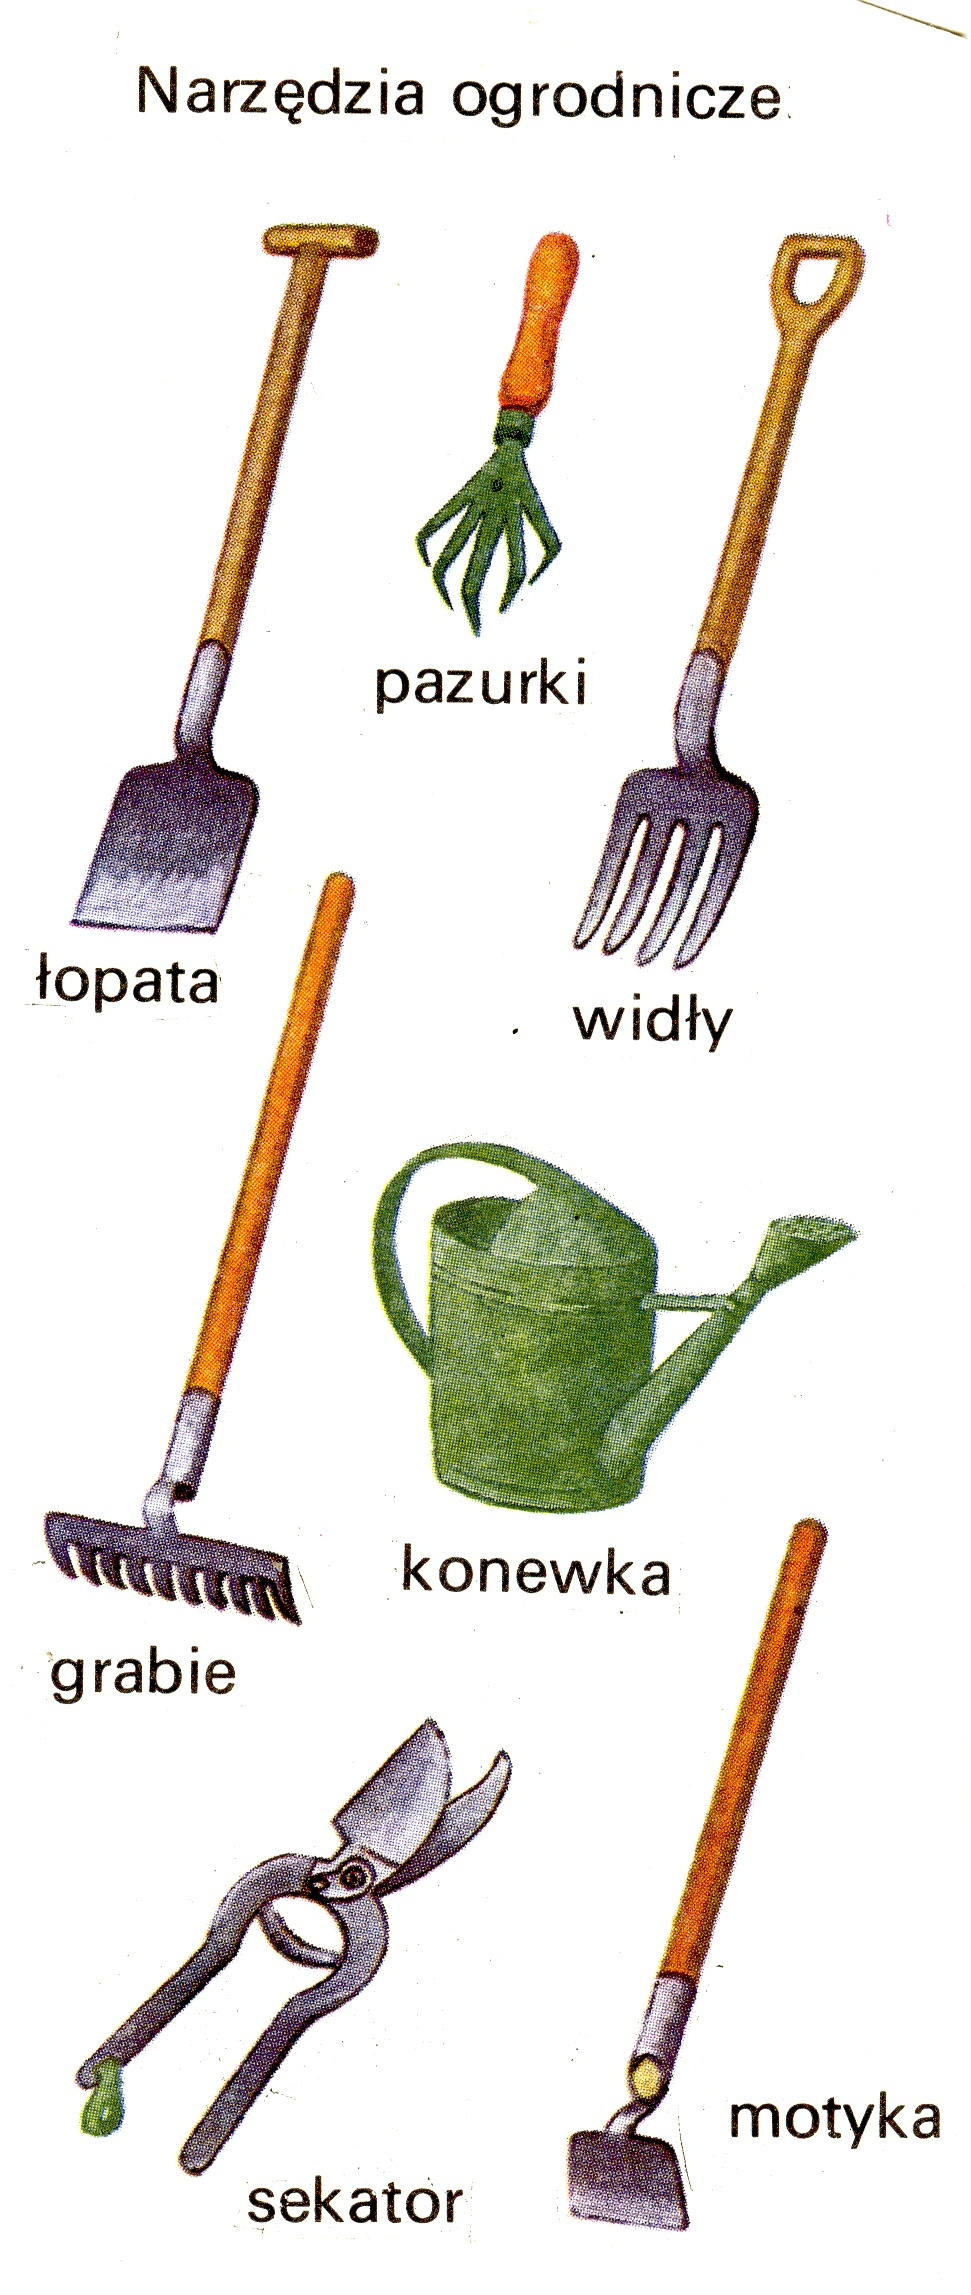 Narzędzia ogrodnicze
pazurki
łopata
widły
konewka
grabie
motyka
sekator